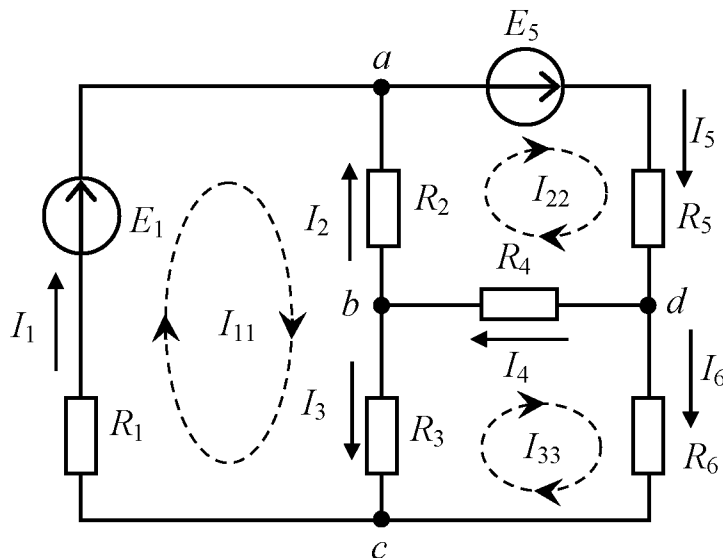 E₅
a
I₅
I₂₂
R₂
R₅
E₁
I₂
R₄
b
d
I₁
I₁₁
I₄
I₆
I₃
R₁
R₃
I₃₃
R₆
c